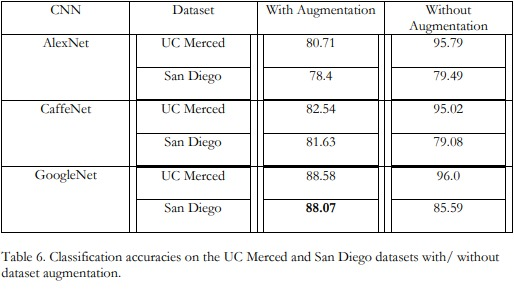 CNN Dataset With Augmentation Without Augmentation
AlexNet UC Merced 80.71 95.79
San Diego 78.4 79.49
CaffeNet UC Merced 82.54 95.02
San Diego 81.63 79.08
GoogleNet UC Merced 88.58 96.0
San Diego 88.07 85.59
Table 6. Classification accuracies on the UC Merced and San Diego datasets with/ without
dataset augmentation.